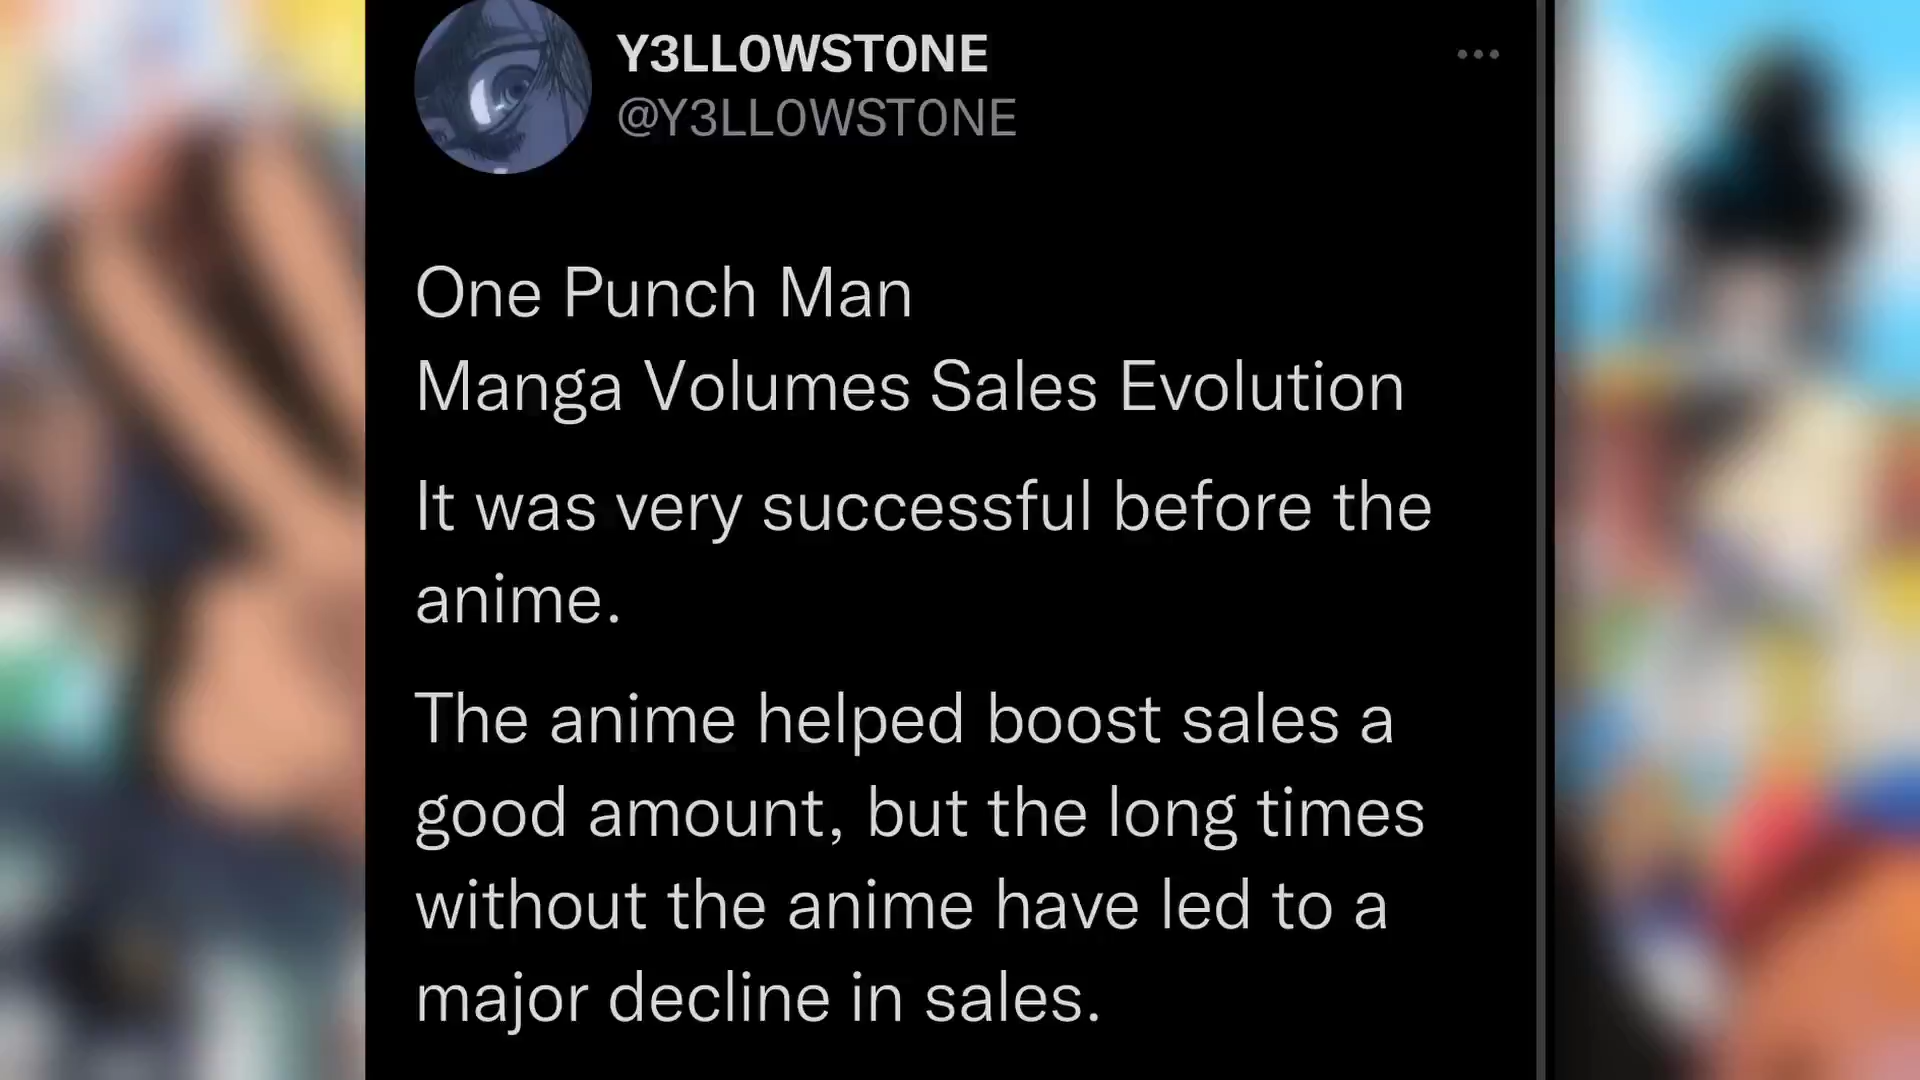 Y3LLOWSTONE
@Y3LLOWSTONE
One Punch Man
Manga Volumes Sales Evolution
It was very successful before the
anime.
The anime helped boost sales a
good amount, but the long times
without the anime have led to a
major decline in sales.